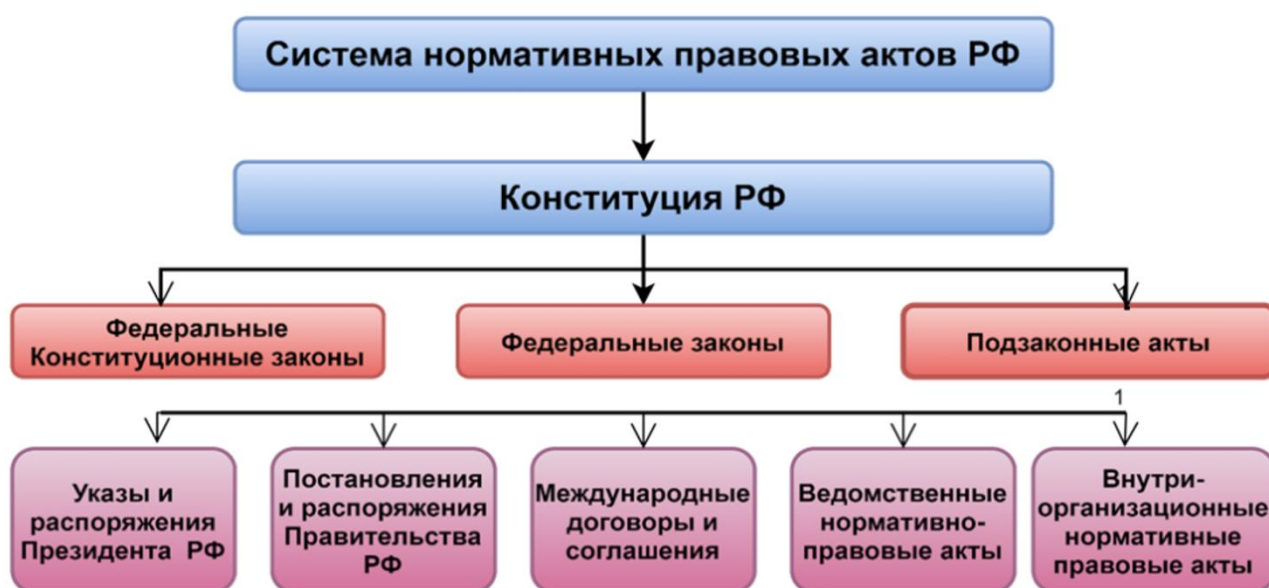 Система нормативных правовых актов РФ
Конституция РФ
Федеральные
Конституционные законы
Федеральные законы
1
Подзаконные акты
1
Указы и
распоряжения
Президента РФ
Постановления
и распоряжения
Правительства
РФ
Международные
договоры и
соглашения
Ведомственные
нормативно-
правовые акты
Внутри-
организационные
нормативные
правовые акты